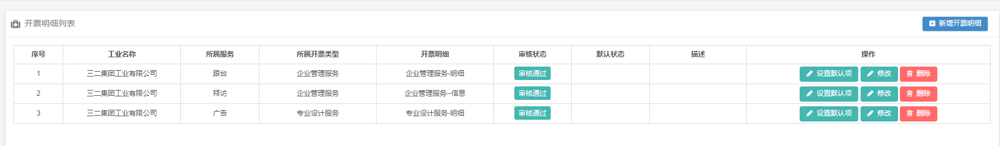 开票明细列表
新增开票明细
序号 工业名称 所属服务 所属开票类型 开票明细 审核状态 默认状态 描述 操作
1 三二集团工业有限公司 跟台 企业管理服务 企业管理服务-明细 审核通过 设置默认项 修改 删除
2 三二集团工业有限公司 拜访 企业管理服务 企业管理服务--信息 审核通过 设置默认项 修改 删除
3 三二集团工业有限公司 广告 专业设计服务 专业设计服务-明细 审核通过 设置默认项 修改 删除